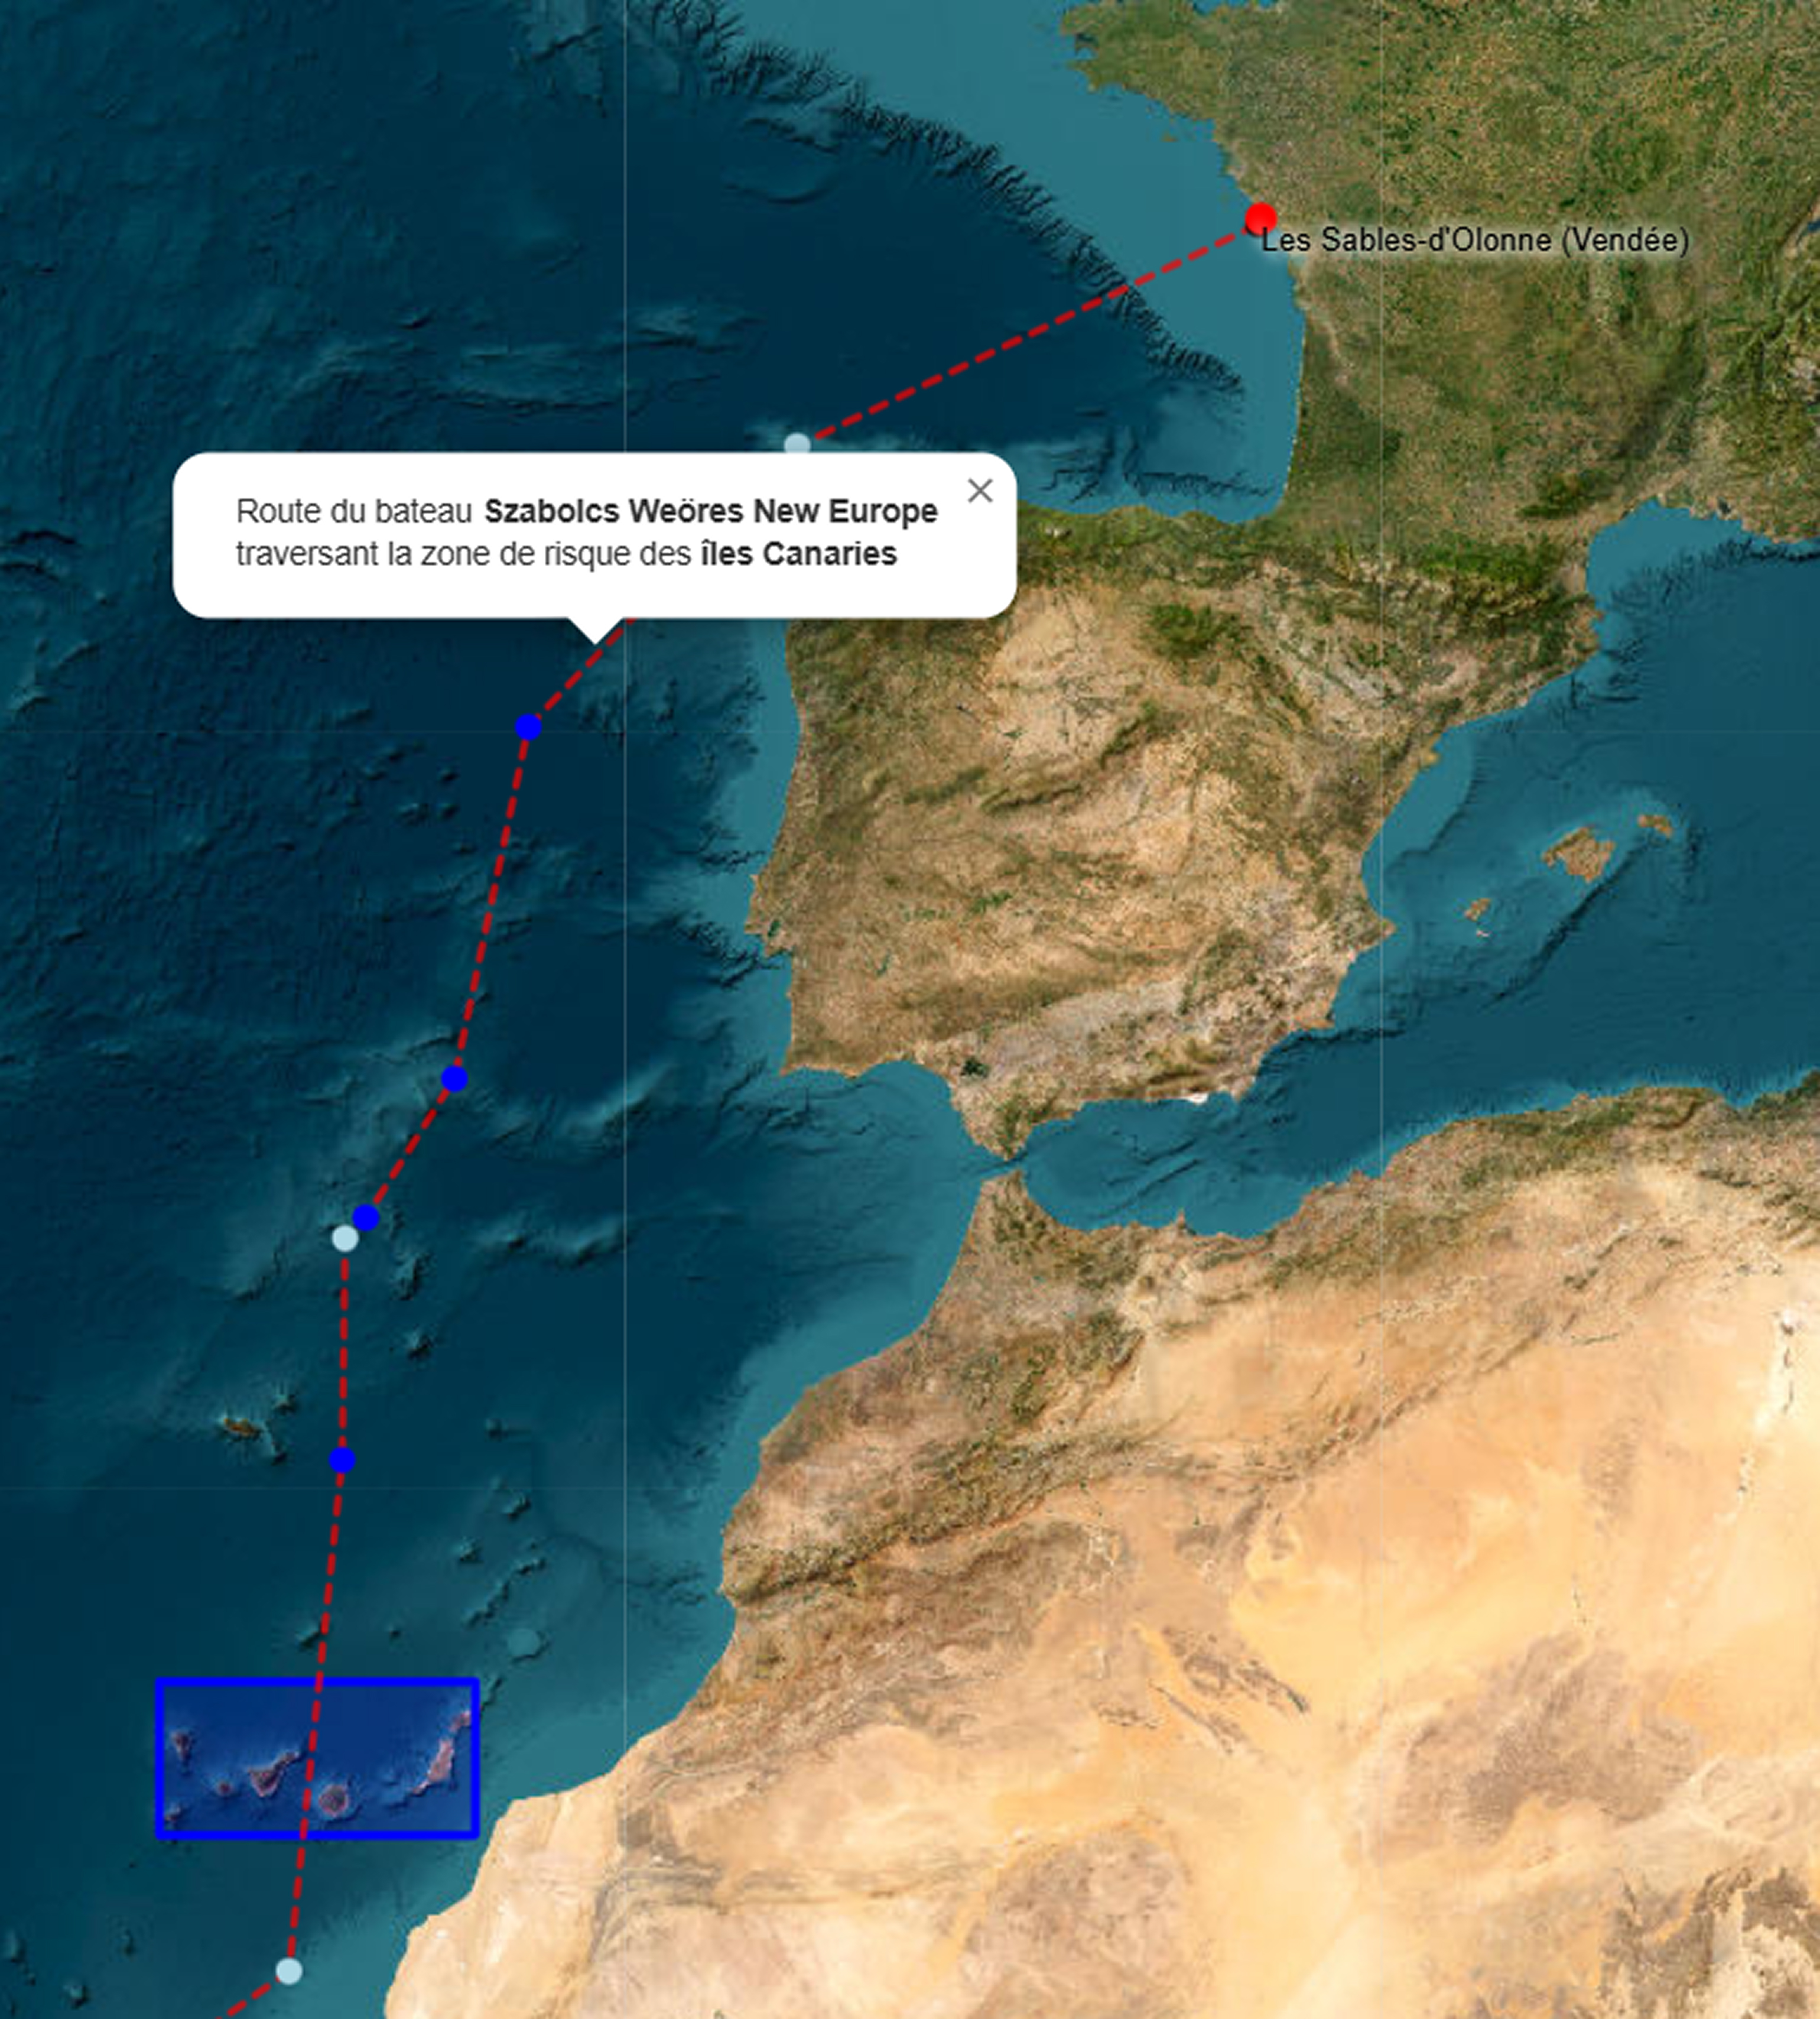 Les Sables-d'Olonne (Vendée)
Route du bateau Szabolcs Weöres New Europe
traversant la zone de risque des îles Canaries